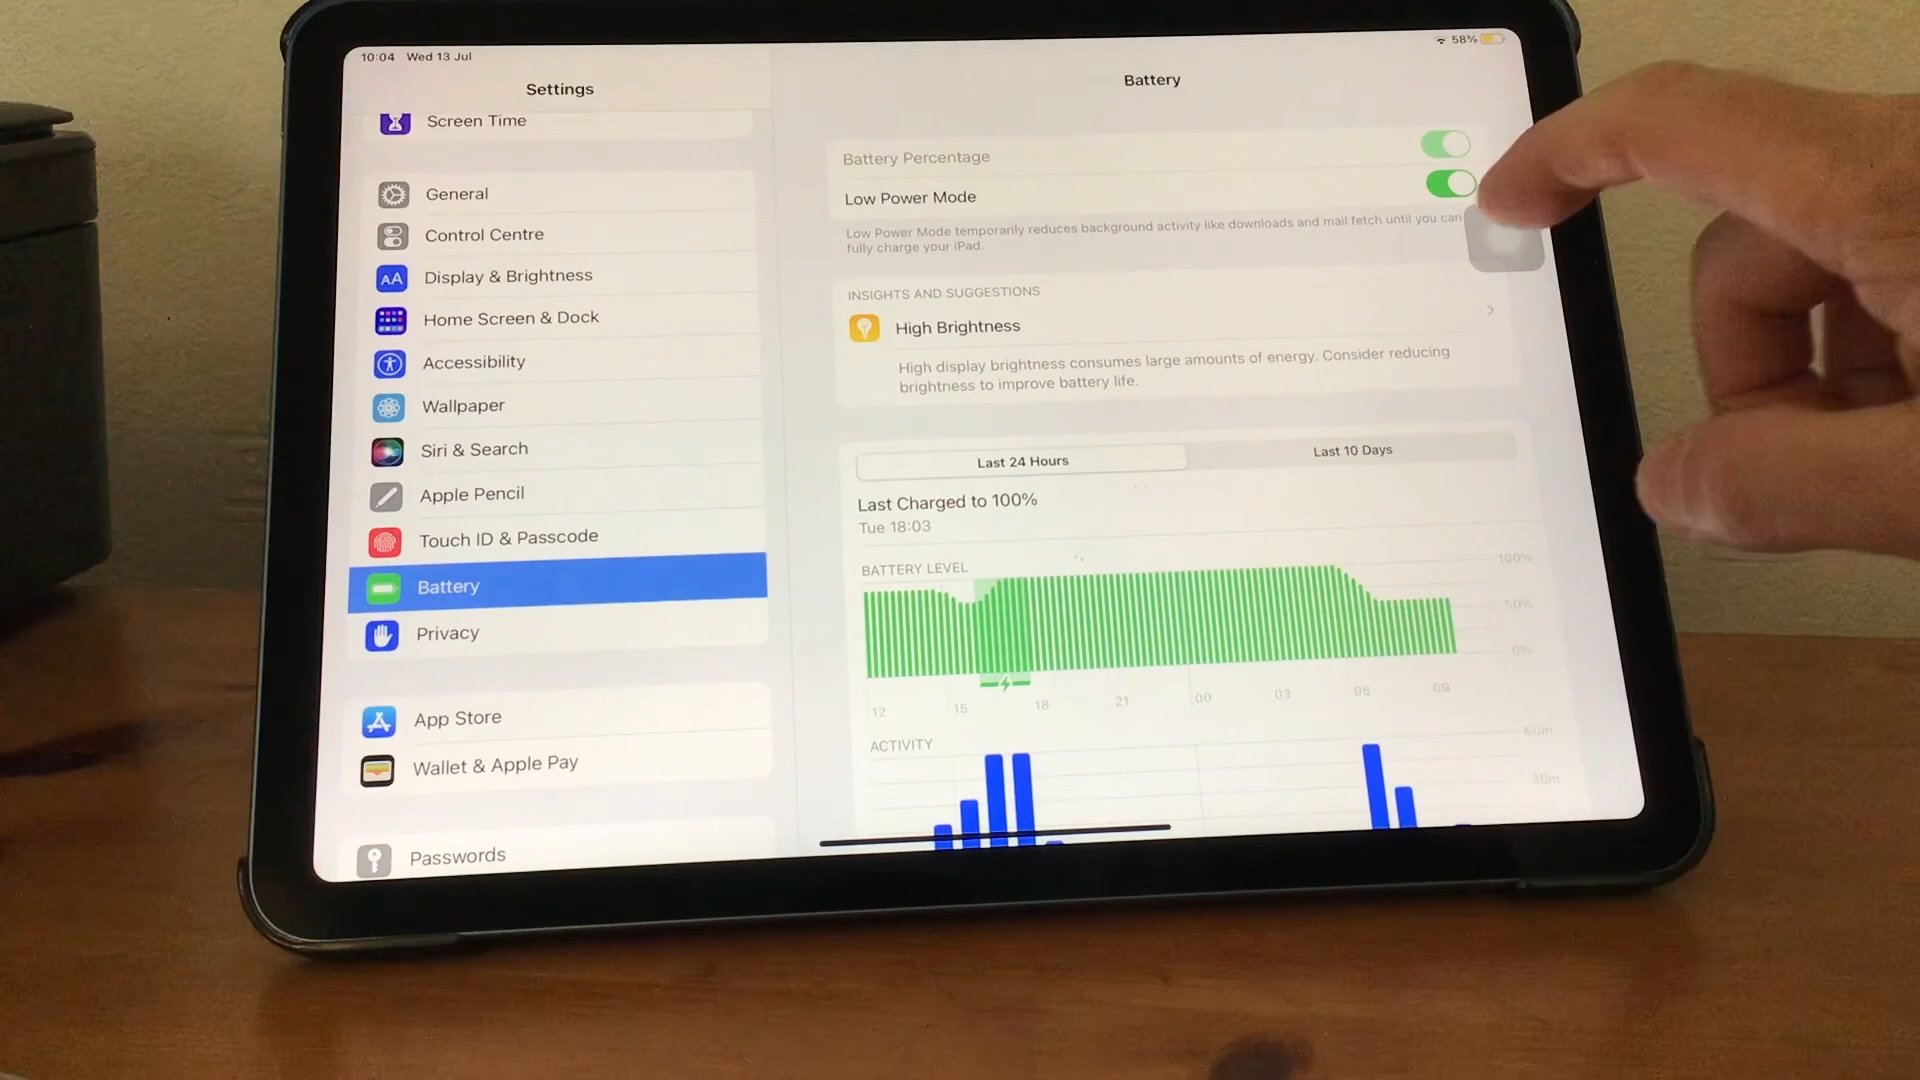 10:04 Wed 13 Jul
58%
Settings
Screen Time
General
Control Centre
AA
Display & Brightness
Home Screen & Dock
Accessibility
Wallpaper
Siri & Search
Apple Pencil
Touch ID & Passcode
Battery
Privacy
App Store
Wallet & Apple Pay
Passwords
Battery
Battery Percentage
Low Power Mode
Low Power Mode temporarily reduces background activity like downloads and mail fetch until you can
fully charge your iPad.
INSIGHTS AND SUGGESTIONS
High Brightness
High display brightness consumes large amounts of energy. Consider reducing
brightness to improve battery life.
Last 24 Hours
Last 10 Days
Last Charged to 100%
Tue 18:03
BATTERY LEVEL
100%
50%
0%
12 15 18 21 00 03 06 09
ACTIVITY
60m
30m